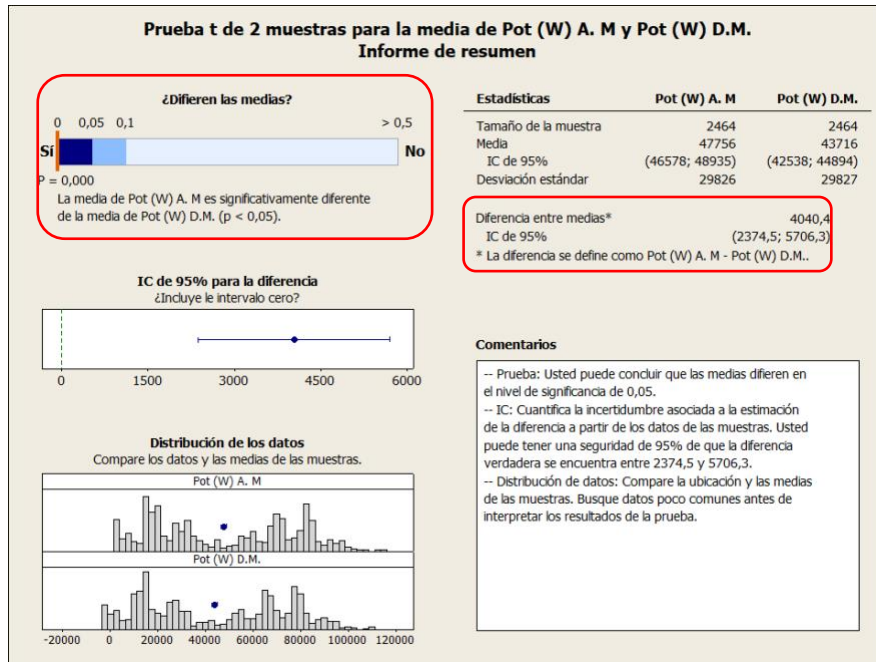 Prueba t de 2 muestras para la media de Pot (W) A. M y Pot (W) D.M.
Informe de resumen
¿Difieren las medias?
0 0,05 0,1 > 0,5
Sí No
P = 0,000
La media de Pot (W) A. M es significativamente diferente
de la media de Pot (W) D.M. (p < 0,05).
Estadísticas Pot (W) A. M Pot (W) D.M.
Tamaño de la muestra 2464 2464
Media 47756 43716
IC de 95% (46578; 48935) (42538; 44894)
Desviación estándar 29826 29827
Diferencia entre medias* 4040,4
IC de 95% (2374,5; 5706,3)
* La diferencia se define como Pot (W) A. M - Pot (W) D.M..
IC de 95% para la diferencia
¿Incluye le intervalo cero?
0 1500 3000 4500 6000
Distribución de los datos
Compare los datos y las medias de las muestras.
Pot (W) A. M
Pot (W) D.M.
-20000 0 20000 40000 60000 80000 100000 120000
Comentarios
-- Prueba: Usted puede concluir que las medias difieren en
el nivel de significancia de 0,05.
-- IC: Cuantifica la incertidumbre asociada a la estimación
de la diferencia a partir de los datos de las muestras. Usted
puede tener una seguridad de 95% de que la diferencia
verdadera se encuentra entre 2374,5 y 5706,3.
-- Distribución de datos: Compare la ubicación y las medias
de las muestras. Busque datos poco comunes antes de
interpretar los resultados de la prueba.